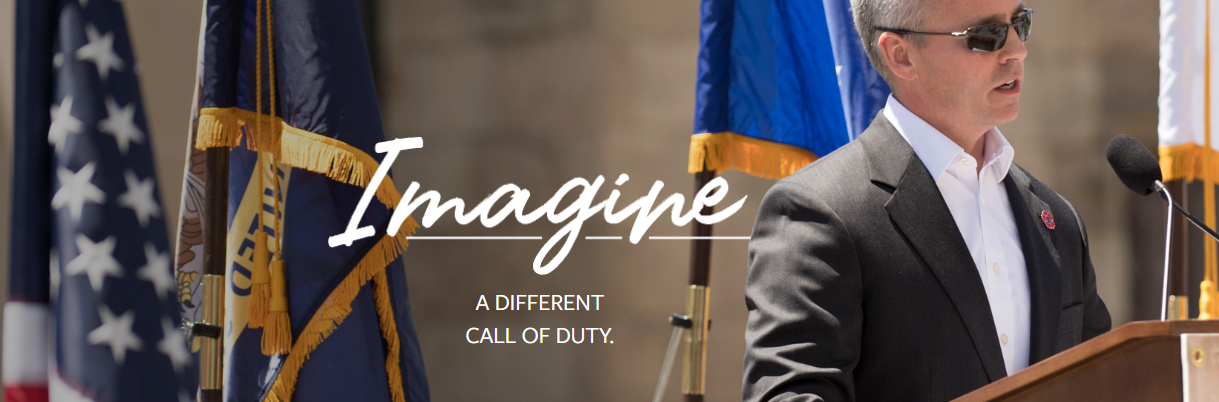 Imagine
A DIFFERENT
CALL OF DUTY.